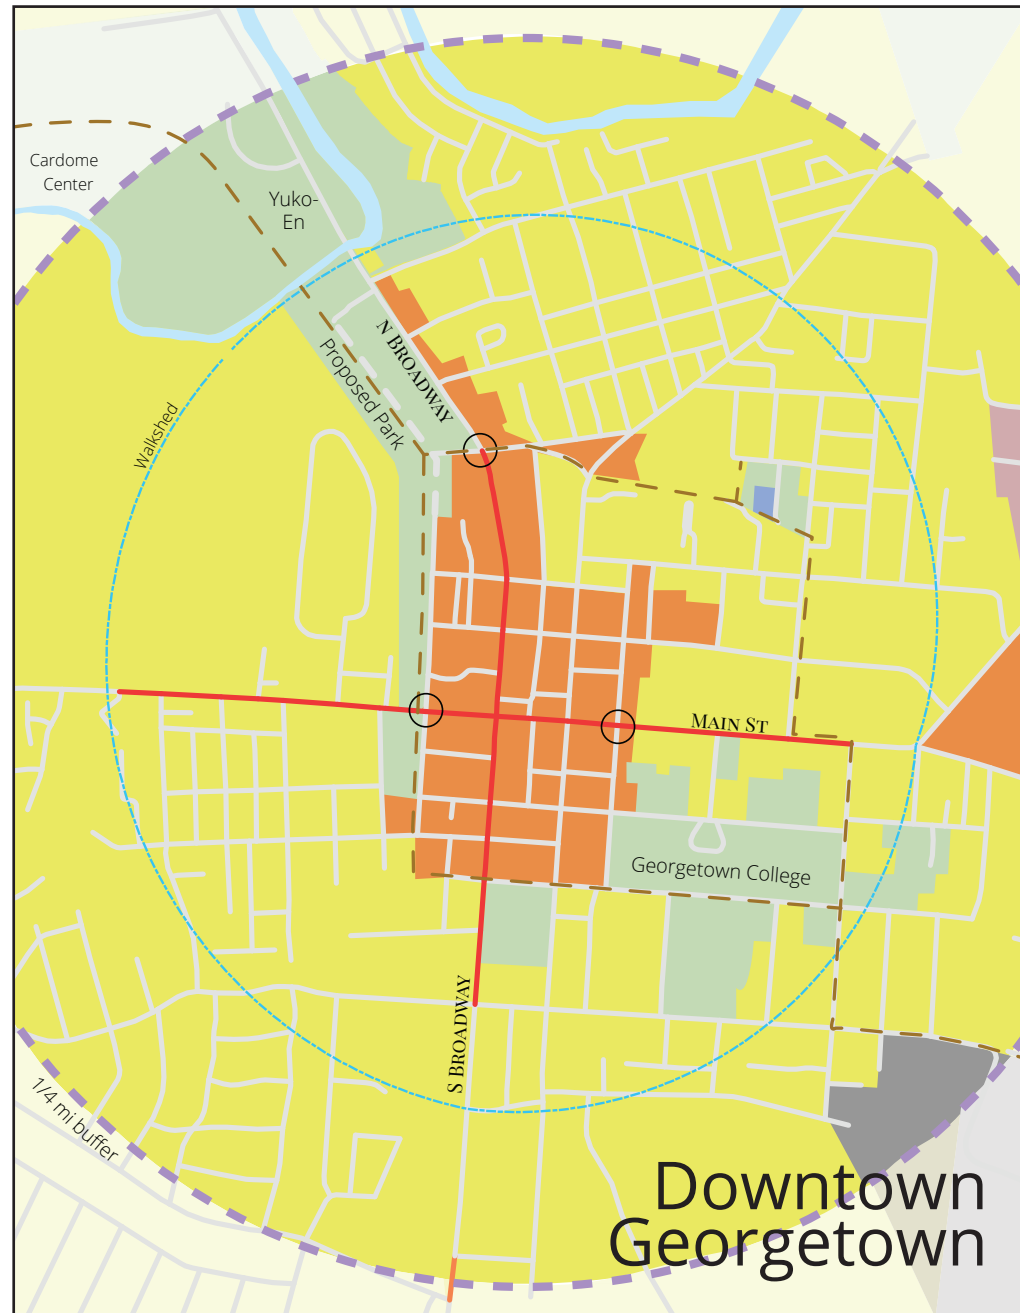 Cardome
Center
Yuko-
En
N Broadway
Proposed Park
Walkshed
Main St
Georgetown College
S Broadway
1/4 mi buffer
Downtown
Georgetown